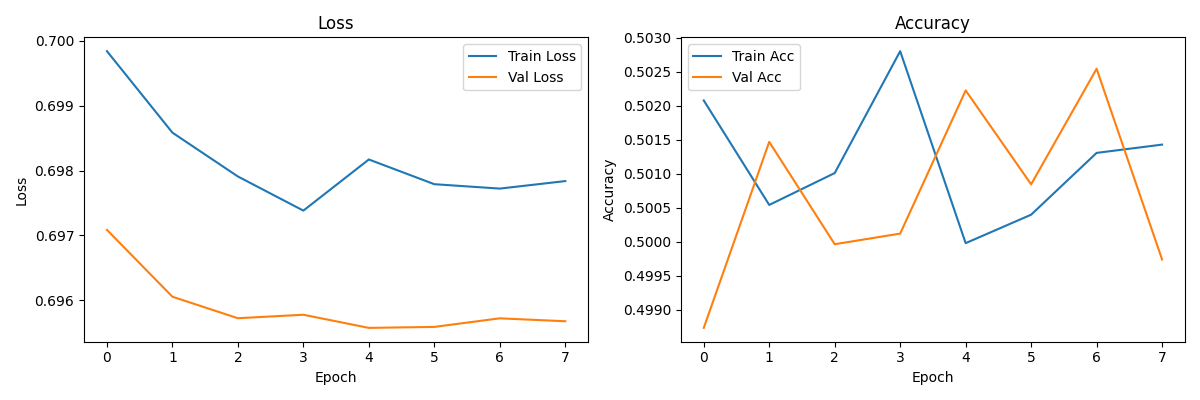 Loss
0.700
0.699
0.698
0.697
0.696
Loss
Train Loss
Val Loss
0 1 2 3 4 5 6 7
Epoch
Accuracy
0.5030
0.5025
0.5020
0.5015
0.5010
0.5005
0.5000
0.4995
0.4990
Accuracy
Train Acc
Val Acc
0 1 2 3 4 5 6 7
Epoch